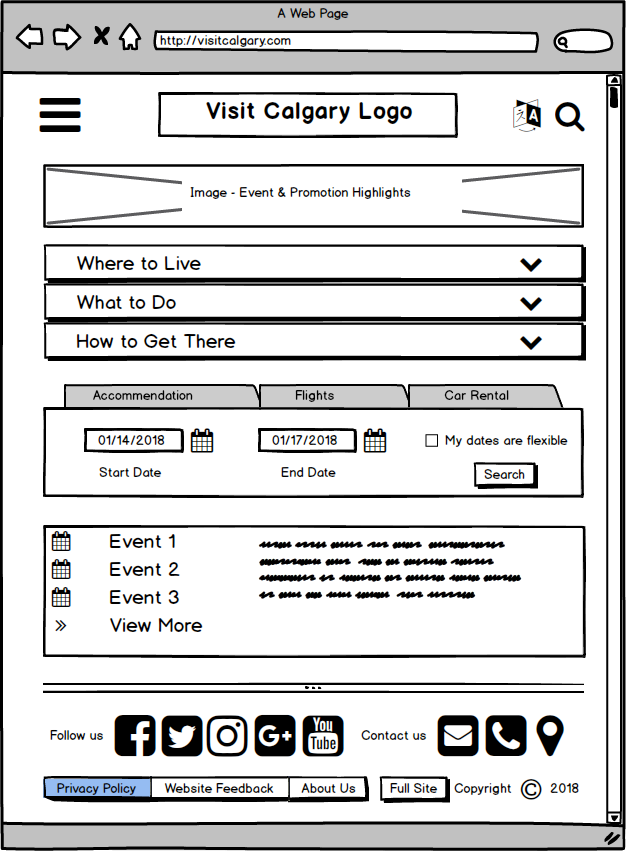 A Web Page
http://visitcalgary.com
Visit Calgary Logo
A
Image - Event & Promotion Highlights
Where to Live
What to Do
How to Get There
Accommodation Flights Car Rental
01/14/2018 01/17/2018 My dates are flexible
Start Date End Date Search
Event 1
Event 2
Event 3
View More
Follow us f G+ You Tube Contact us
Privacy Policy Website Feedback About Us Full Site Copyright © 2018